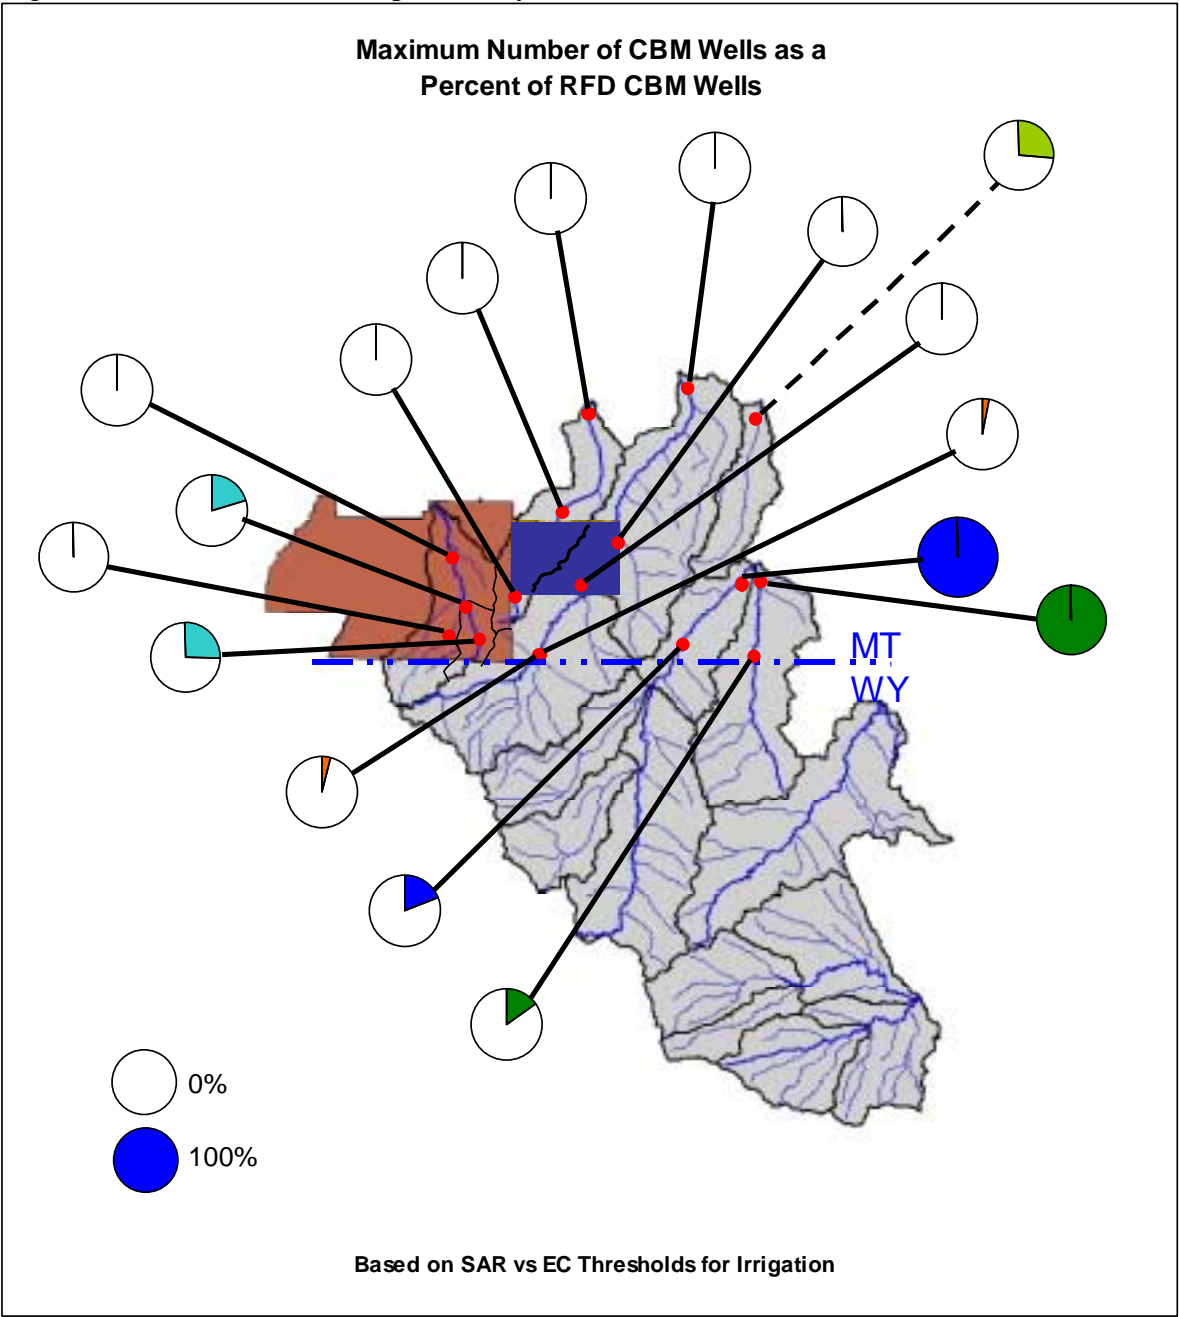 Maximum Number of CBM Wells as a
Percent of RFD CBM Wells
MT
WY
0%
100%
Based on SAR vs EC Thresholds for Irrigation